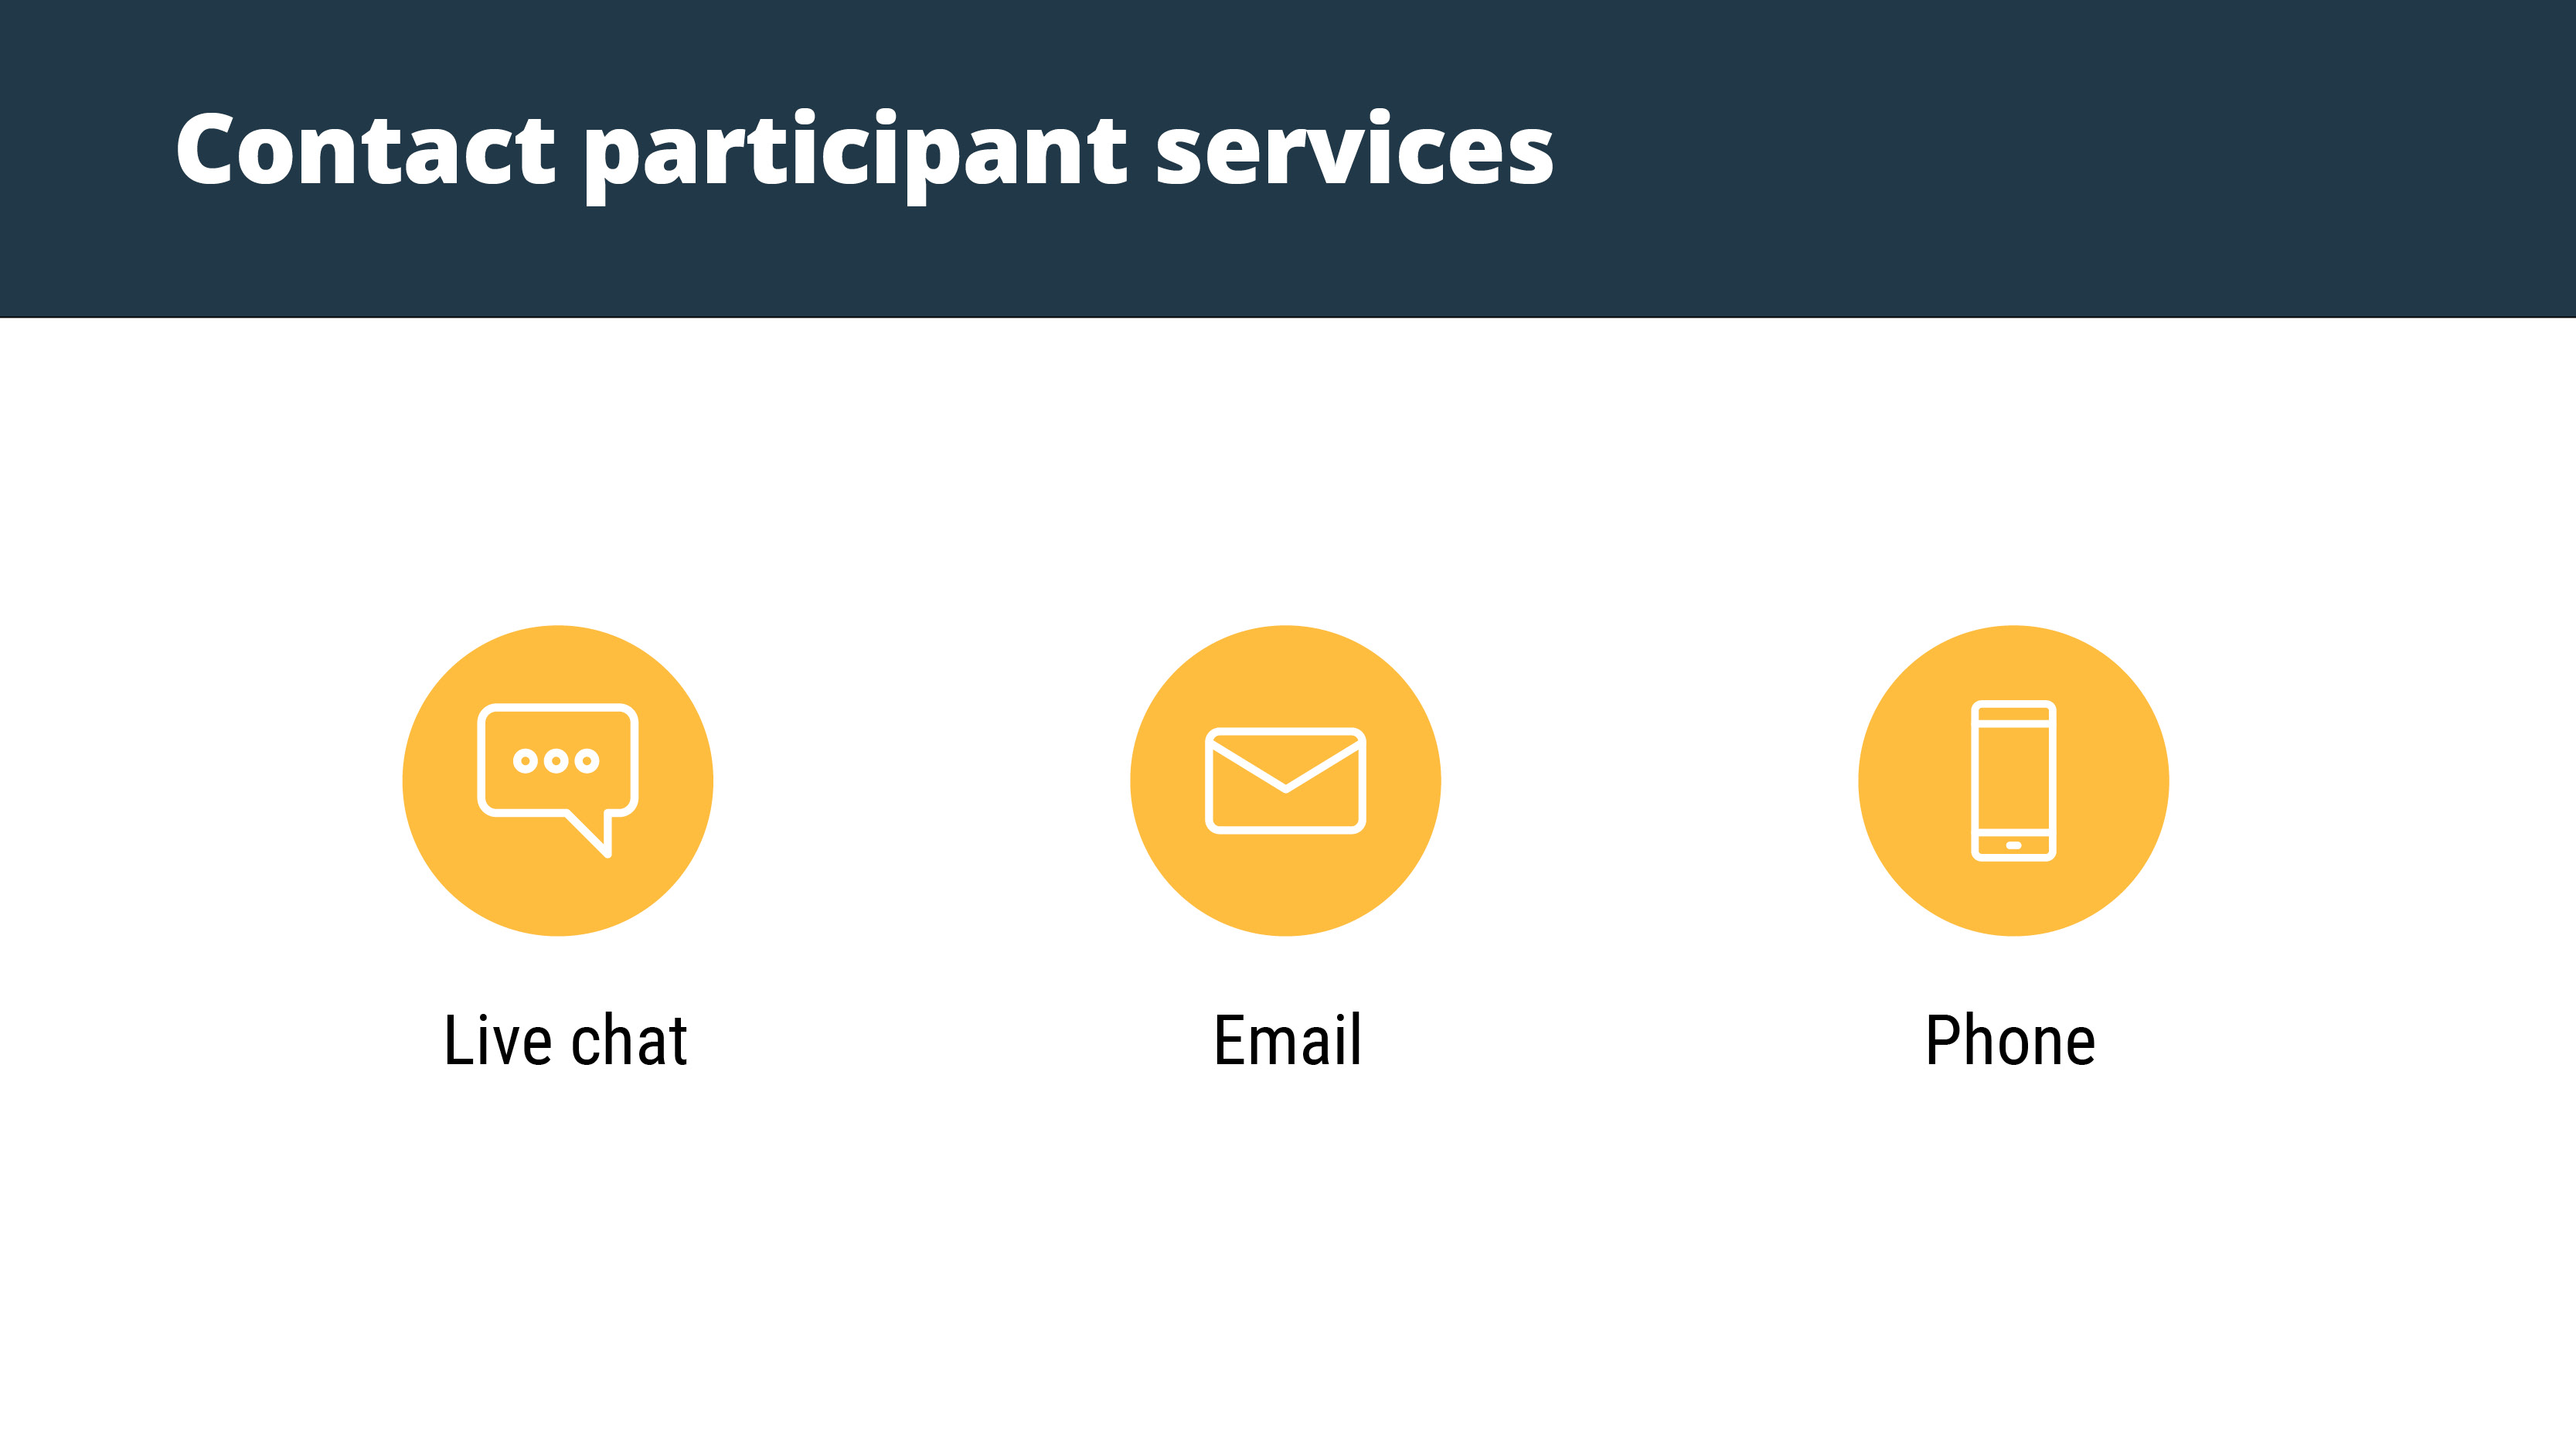 Contact participant services
Live chat
Email
Phone